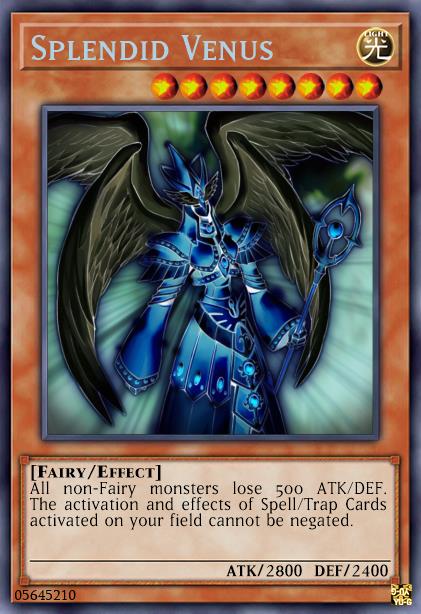 Splendid Venus
LIGHT
光
[Fairy/Effect]
All non-Fairy monsters lose 500 ATK/DEF.
The activation and effects of Spell/Trap Cards
activated on your field cannot be negated.
ATK/2800 DEF/2400
05645210